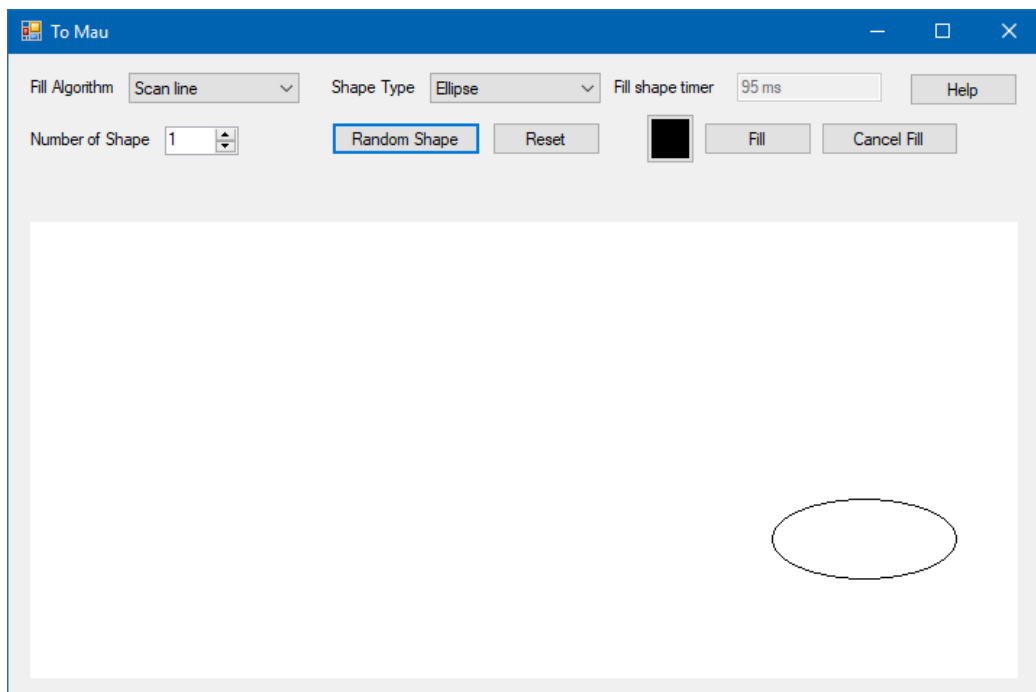 To Mau
Fill Algorithm Scan line Shape Type Ellipse Fill shape timer 95 ms Help
Number of Shape 1 Random Shape Reset Fill Cancel Fill